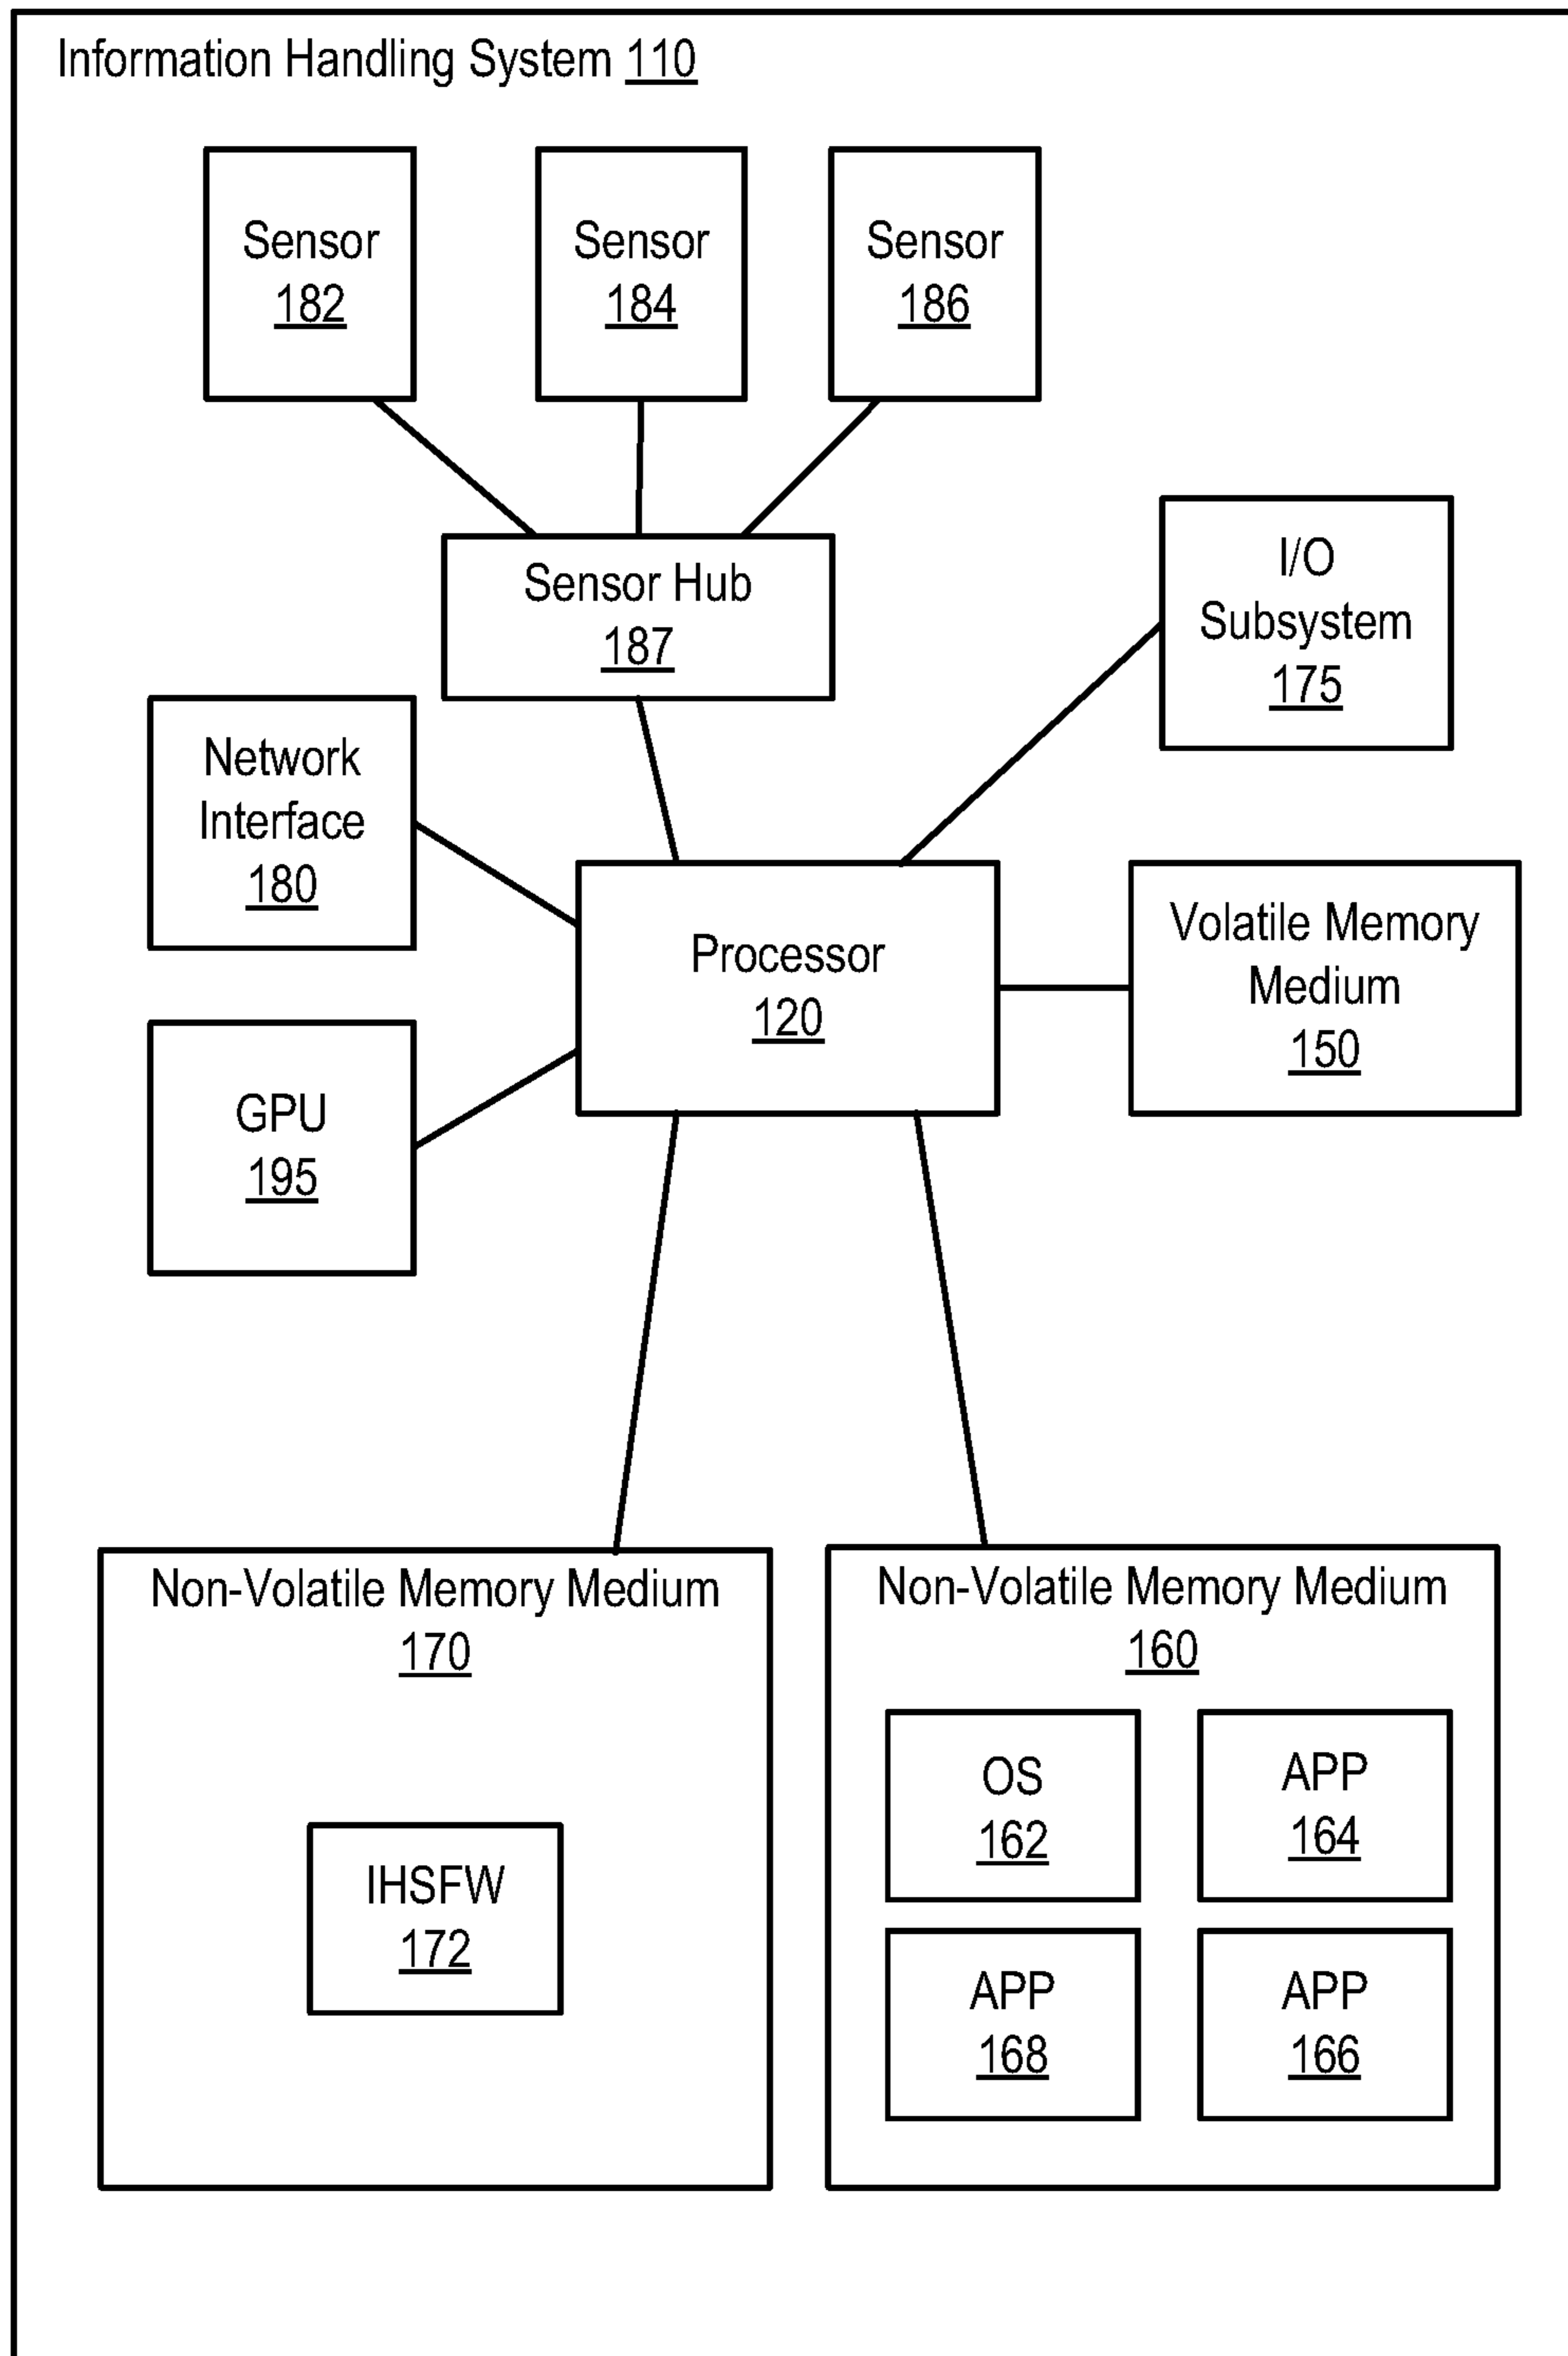 Information Handling System 110
Sensor
182
Sensor
184
Sensor
186
Sensor Hub
187
I/O
Subsystem
175
Network
Interface
180
Processor
120
Volatile Memory
Medium
150
GPU
195
Non-Volatile Memory Medium
170
IHSFW
172
Non-Volatile Memory Medium
160
OS
162
APP
164
APP
168
APP
166